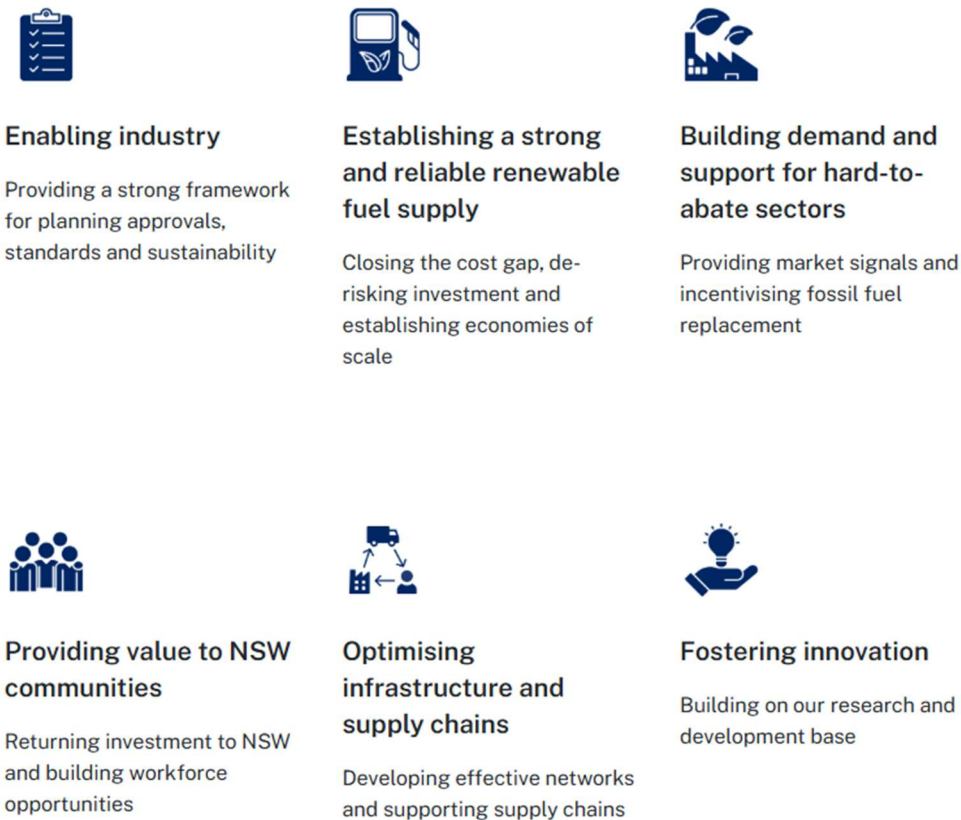 Enabling industry
Providing a strong framework
for planning approvals,
standards and sustainability
Establishing a strong
and reliable renewable
fuel supply
Closing the cost gap, de-
risking investment and
establishing economies of
scale
Building demand and
support for hard-to-
abate sectors
Providing market signals and
incentivising fossil fuel
replacement
Providing value to NSW
communities
Returning investment to NSW
and building workforce
opportunities
Optimising
infrastructure and
supply chains
Developing effective networks
and supporting supply chains
Fostering innovation
Building on our research and
development base